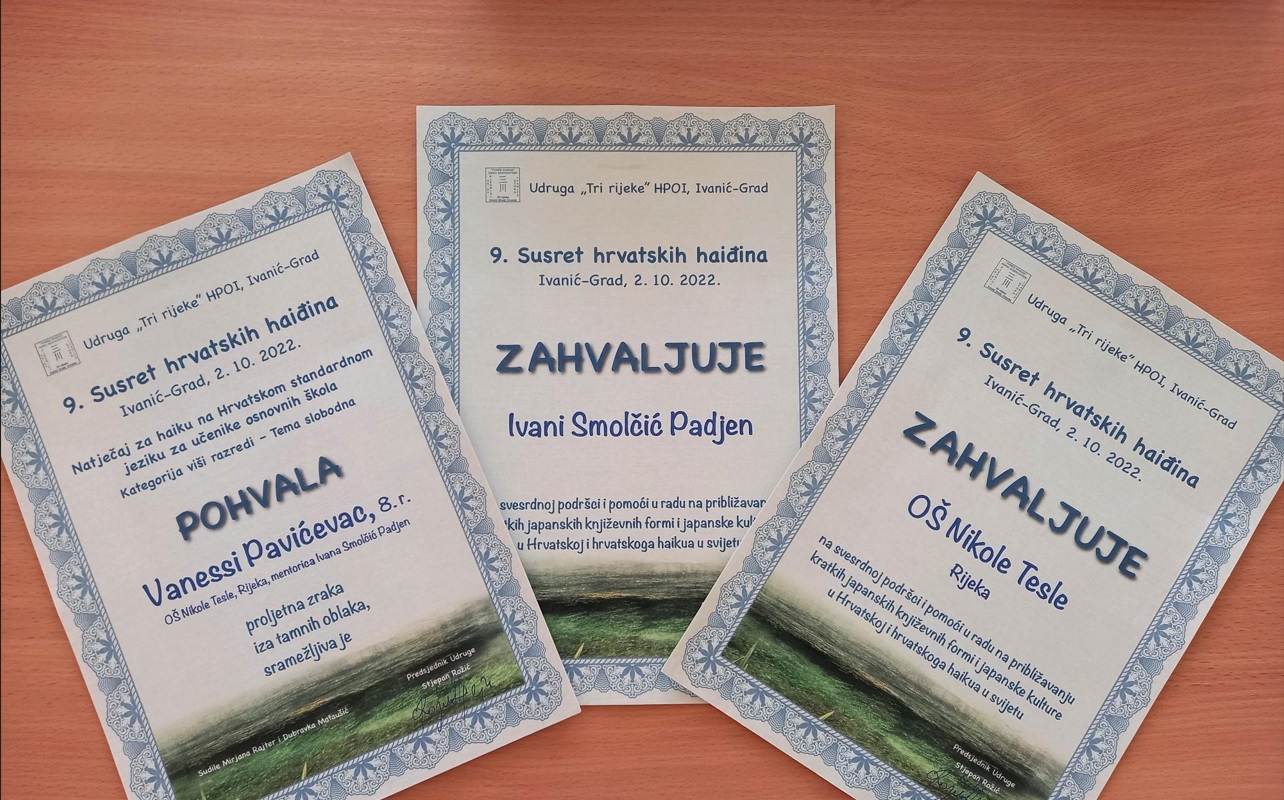 Udruga „Tri rijeke” HPOI, Ivanić-Grad
9. Susret hrvatskih haiđina
Ivanić-Grad, 2. 10. 2022.
Natječaj za haiku na Hrvatskom standardnom
jeziku za učenike osnovnih škola
Kategorija viši razredi - Tema slobodna
POHVALA
Vanessi Pavićevac, 8. r.
OŠ Nikole Tesle, Rijeka, mentorica Ivana Smolčić Padjen
proljetna zraka
iza tamnih oblaka,
sramežljiva je
Predsjednik Udruge
Stjepan Rožić
Sudile Mirjana Rajter i Dubravka Mataušić
Udruga „Tri rijeke” HPOI, Ivanić-Grad
9. Susret hrvatskih haiđina
Ivanić-Grad, 2. 10. 2022.
ZAHVALJUJE
Ivani Smolčić Padjen
svesrdnoj podršci i pomoći u radu na približavan
kih japanskih književnih formi i japanske kul
u Hrvatskoj i hrvatskoga haikua u svijetu
Udruga „Tri rijeke” HPOI, Ivanić-Grad
9. Susret hrvatskih haiđina
Ivanić-Grad, 2. 10. 2022.
ZAHVALJUJE
OŠ Nikole Tesle
Rijeka
na svesrdnoj podršci i pomoći u radu na približavanju
kratkih japanskih književnih formi i japanske kulture
u Hrvatskoj i hrvatskoga haikua u svijetu
Predsjednik Udruge
Stjepan Rožić